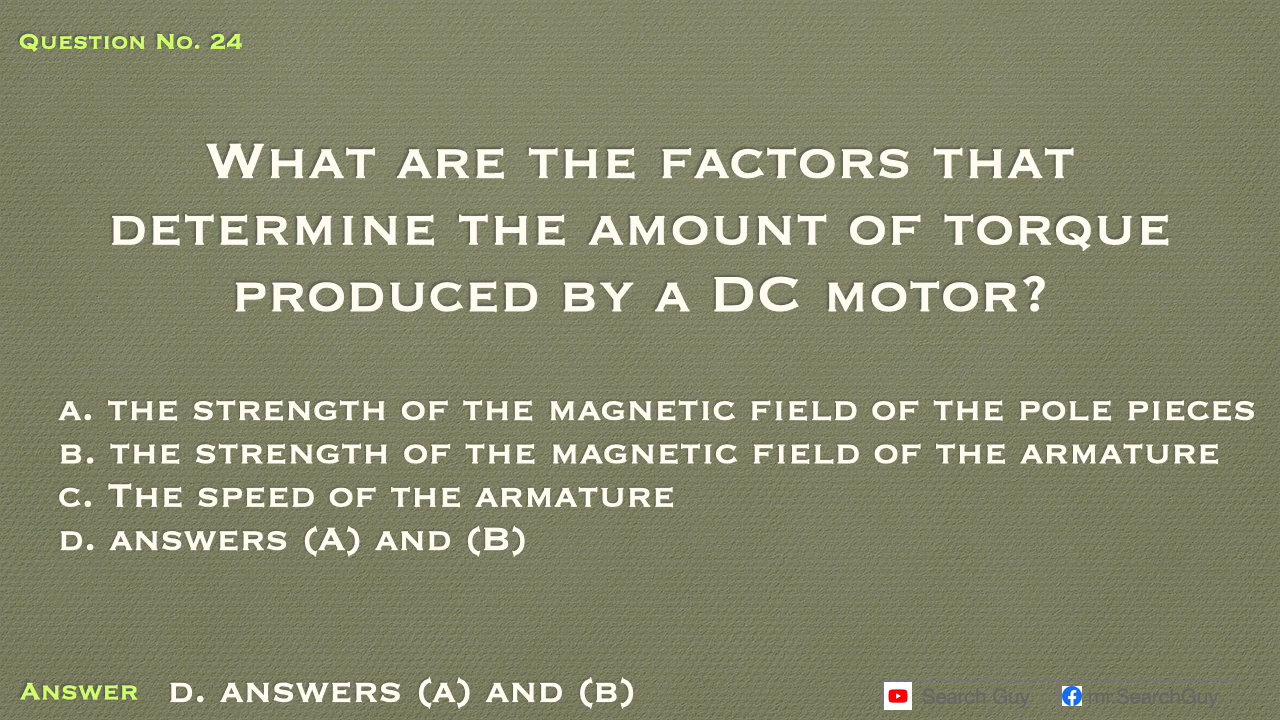 Question No. 24
What are the factors that
determine the amount of torque
produced by a DC motor?
a. the strength of the magnetic field of the pole pieces
b. the strength of the magnetic field of the armature
c. The speed of the armature
d. answers (A) and (B)
Answer d. answers (a) and (b)
Search Guy mr.SearchGuy